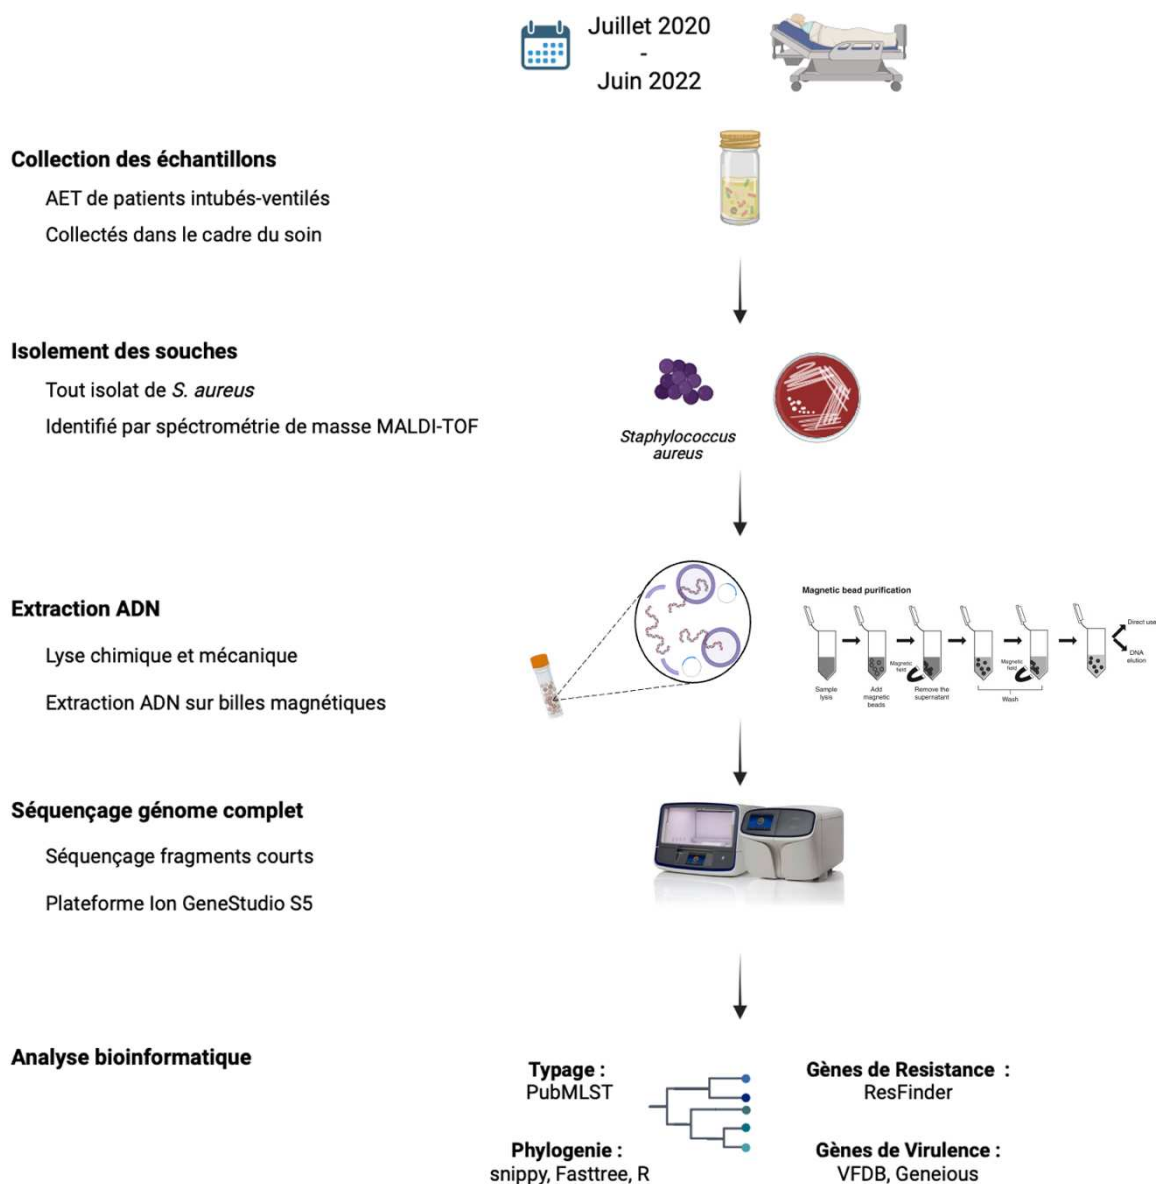 Juillet 2020
-
Juin 2022
Collection des échantillons
AET de patients intubés-ventilés
Collectés dans le cadre du soin
Isolement des souches
Tout isolat de S. aureus
Identifié par spéctrométrie de masse MALDI-TOF
Staphylococcus
aureus
Extraction ADN
Lyse chimique et mécanique
Extraction ADN sur billes magnétiques
Magnetic bead purification
Sample
lysis
Add
magnetic
beads
Magnetic
field
Remove the
supernatant
Magnetic
field
Wash
Direct use
DNA
elution
Séquençage génome complet
Séquençage fragments courts
Plateforme Ion GeneStudio S5
Analyse bioinformatique
Typage :
PubMLST
Gènes de Resistance :
ResFinder
Phylogenie :
snippy, Fasttree, R
Gènes de Virulence :
VFDB, Geneious